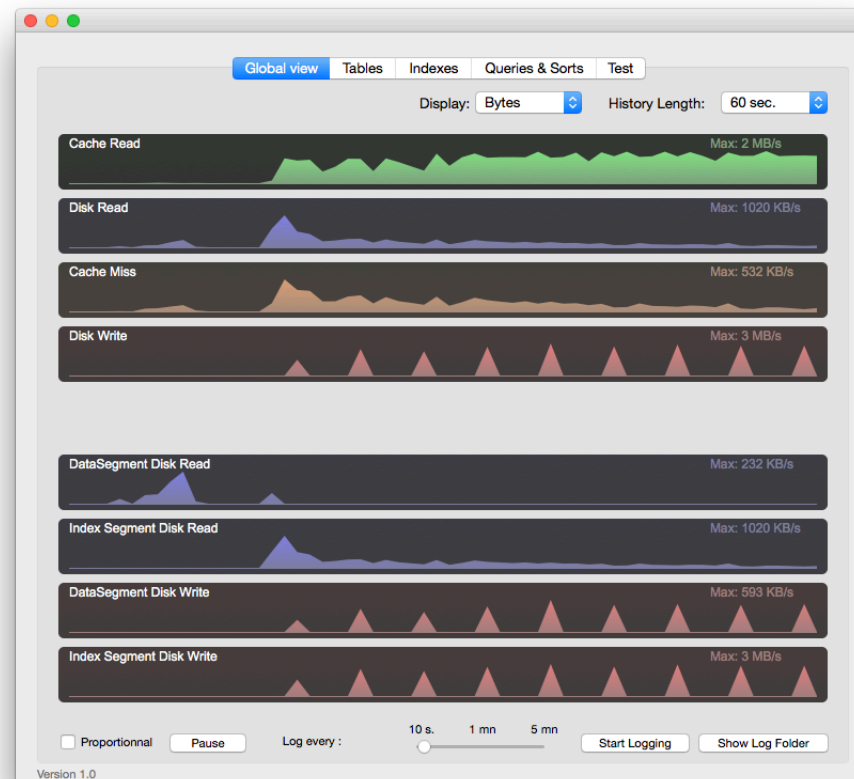 Global view Tables Indexes Queries & Sorts Test
Display: Bytes History Length: 60 sec.
Cache Read Max: 2 MB/s
Disk Read Max: 1020 KB/s
Cache Miss Max: 532 KB/s
Disk Write Max: 3 MB/s
DataSegment Disk Read Max: 232 KB/s
Index Segment Disk Read Max: 1020 KB/s
DataSegment Disk Write Max: 593 KB/s
Index Segment Disk Write Max: 3 MB/s
10 s. 1 mn 5 mn
Proportionnal Pause Log every : Start Logging Show Log Folder
Version 1.0